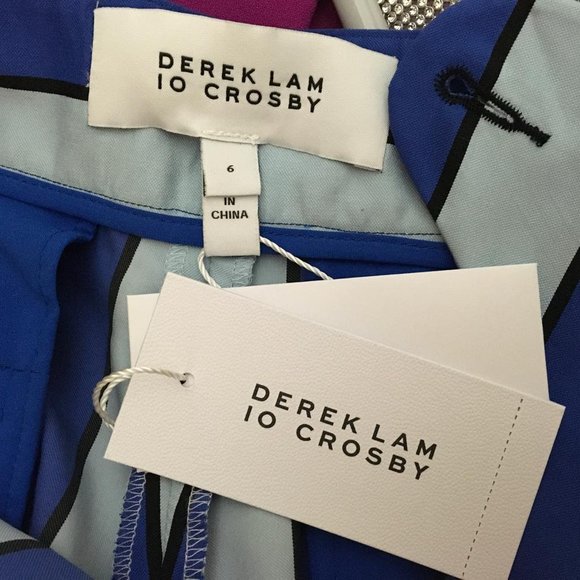 DEREK LAM
10 CROSBY
6
IN
CHINA
DEREK LAM
10 CROSBY